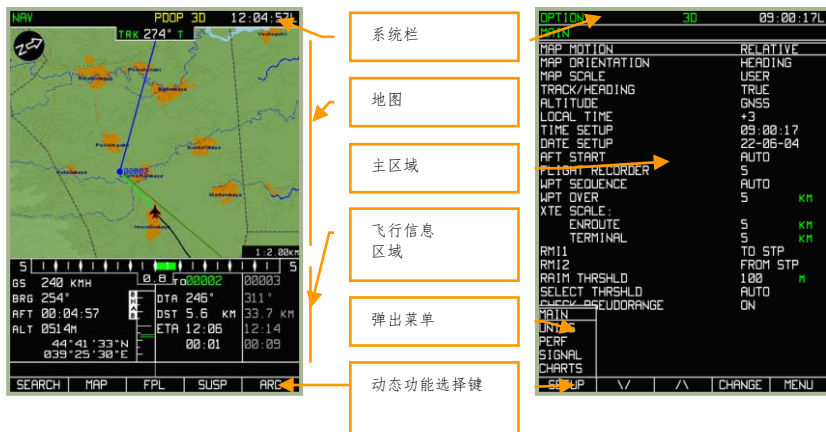 NAV PDOP 3D 12:04:57L
TRK 274° T
1:2.00KM
5 5
0.8
GS 240 KMH TO 00002 00003
BRG 254° DTA 246° 311°
AFT 00:04:57 DST 5.6 KM 33.7 KM
ALT 0514M ETA 12:06 12:14
44°41'33"N 00:01 00:09
039°25'30"E
SEARCH MAP FPL SUSP ARC
系统栏
地图
主区域
飞行信息
区域
弹出菜单
动态功能选择键
OPTION 3D 09:00:17L
MAIN
MAP MOTION RELATIVE
MAP ORIENTATION HEADING
MAP SCALE USER
TRACK/HEADING TRUE
ALTITUDE GNSS
LOCAL TIME +3
TIME SETUP 09:00:17
DATE SETUP 22-06-04
AFT START AUTO
FLIGHT RECORDER 5
WPT SEQUENCE AUTO
WPT OVER 5 KM
XTE SCALE:
ENROUTE 5 KM
TERMINAL 5 KM
RMI1 TO STP
RMI2 FROM STP
RAIM THRSHLD 100 M
SELECT THRSHLD AUTO
CHECK PSEUDORANGE ON
MAIN
UNITS
PERF
SIGNAL
CHARTS
SETUP \/ /\ CHANGE MENU